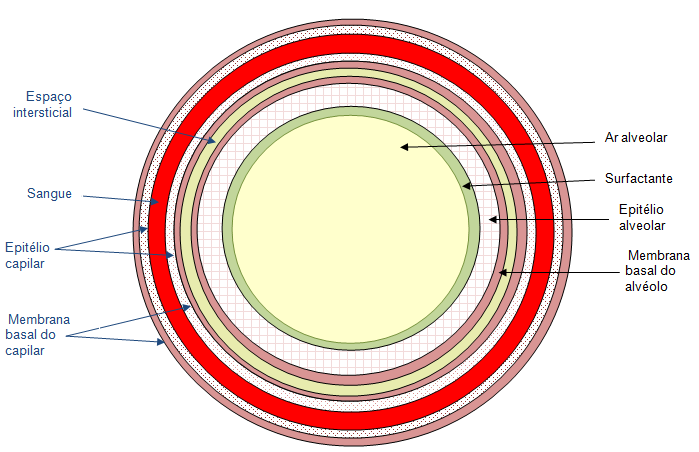 Espaço
intersticial
Sangue
Epitélio
capilar
Membrana
basal do
capilar
Ar alveolar
Surfactante
Epitélio
alveolar
Membrana
basal do
alvéolo